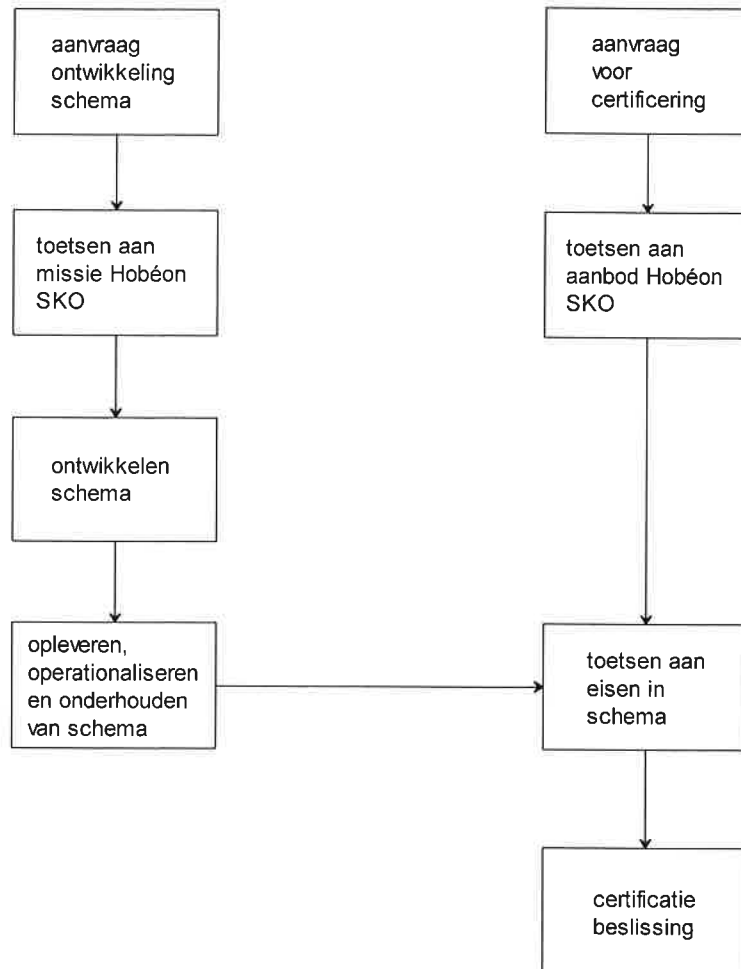 aanvraag
ontwikkeling
schema
aanvraag
voor
certificering
toetsen aan
missie Hobéon
SKO
toetsen aan
aanbod Hobéon
SKO
ontwikkelen
schema
opleveren,
operationaliseren
en onderhouden
van schema
toetsen aan
eisen in
schema
certificatie
beslissing